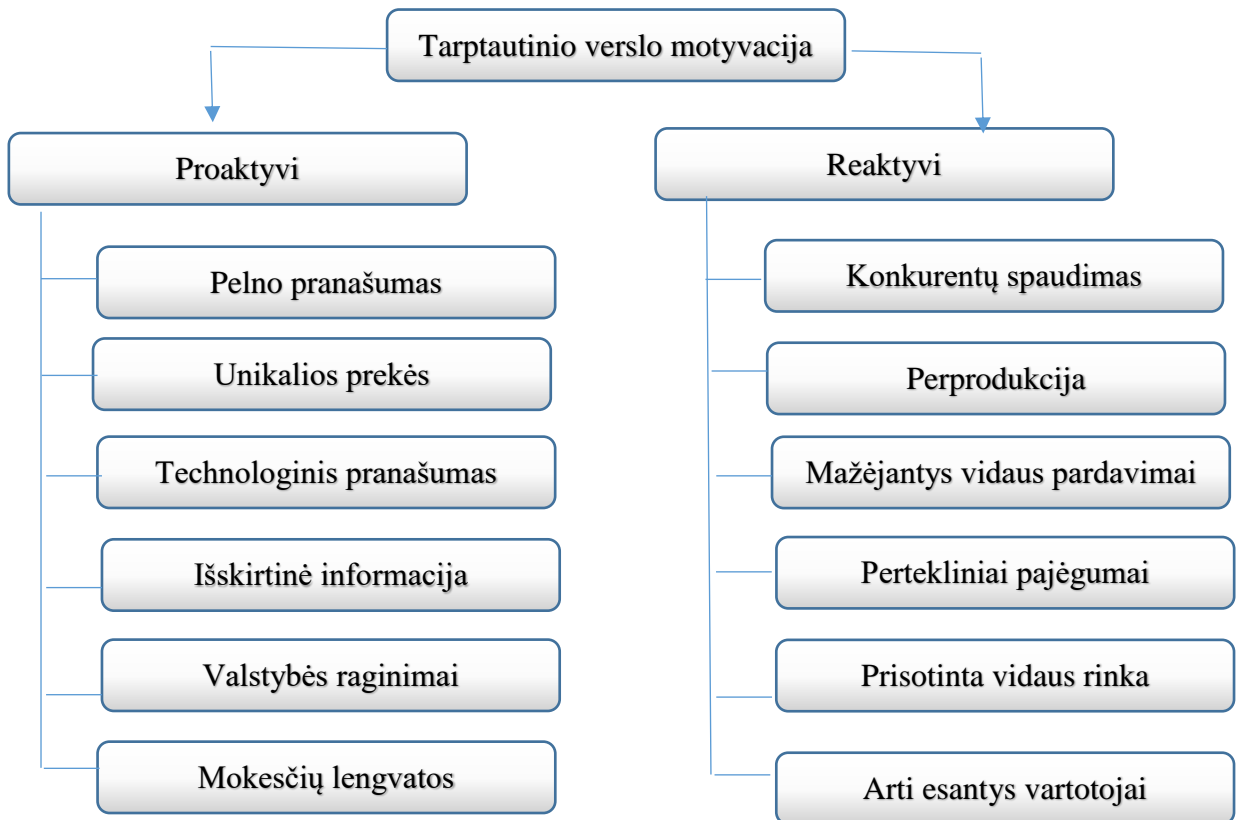 Tarptautinio verslo motyvacija
Proaktyvi
Pelno pranašumas
Unikalios prekės
Technologinis pranašumas
Išskirtinė informacija
Valstybės raginimai
Mokesčių lengvatos
Reaktyvi
Konkurentų spaudimas
Perprodukcija
Mažėjantys vidaus pardavimai
Pertekliniai pajėgumai
Prisotinta vidaus rinka
Arti esantys vartotojai